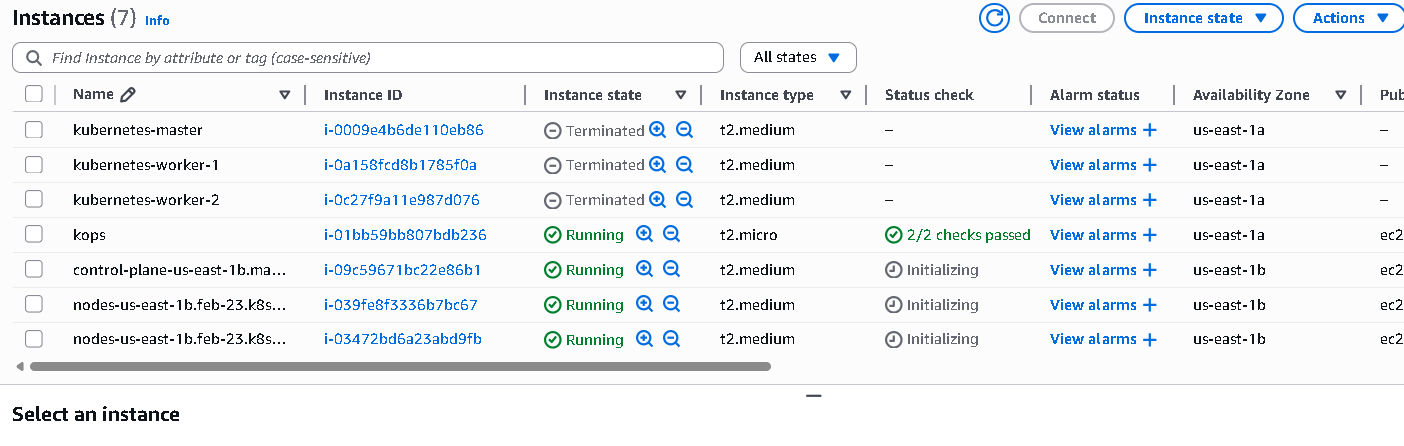 Instances (7) Info Connect Instance state Actions
Find Instance by attribute or tag (case-sensitive) All states
Name Instance ID Instance state Instance type Status check Alarm status Availability Zone Pub
kubernetes-master i-0009e4b6de110eb86 Terminated t2.medium – View alarms + us-east-1a –
kubernetes-worker-1 i-0a158fcd8b1785f0a Terminated t2.medium – View alarms + us-east-1a –
kubernetes-worker-2 i-0c27f9a11e987d076 Terminated t2.medium – View alarms + us-east-1a –
kops i-01bb59bb807bdb236 Running t2.micro 2/2 checks passed View alarms + us-east-1a ec2
control-plane-us-east-1b.ma... i-09c59671bc22e86b1 Running t2.medium Initializing View alarms + us-east-1b ec2
nodes-us-east-1b.feb-23.k8s... i-039fe8f3336b7bc67 Running t2.medium Initializing View alarms + us-east-1b ec2
nodes-us-east-1b.feb-23.k8s... i-03472bd6a23abd9fb Running t2.medium Initializing View alarms + us-east-1b ec2
Select an instance